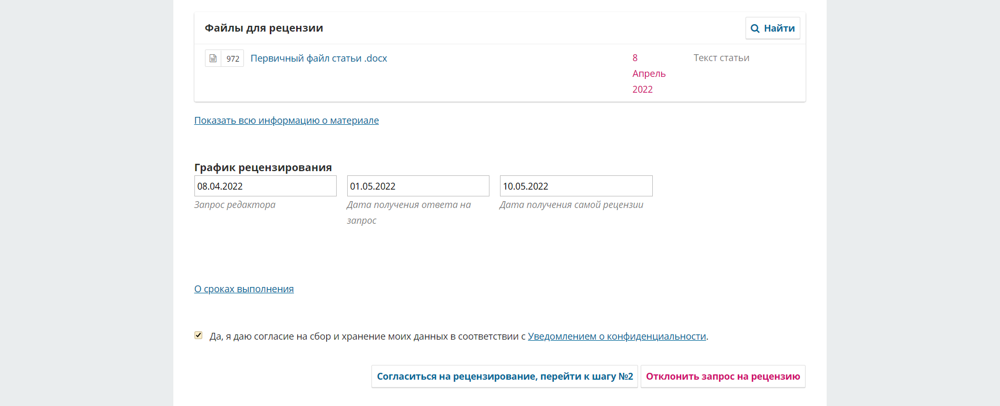 Файлы для рецензии
Найти
972 Первичный файл статьи .docx
8
Апрель
2022
Текст статьи
Показать всю информацию о материале
График рецензирования
08.04.2022
Запрос редактора
01.05.2022
Дата получения ответа на
запрос
10.05.2022
Дата получения самой рецензии
О сроках выполнения
Да, я даю согласие на сбор и хранение моих данных в соответствии с Уведомлением о конфиденциальности.
Согласиться на рецензирование, перейти к шагу №2
Отклонить запрос на рецензию